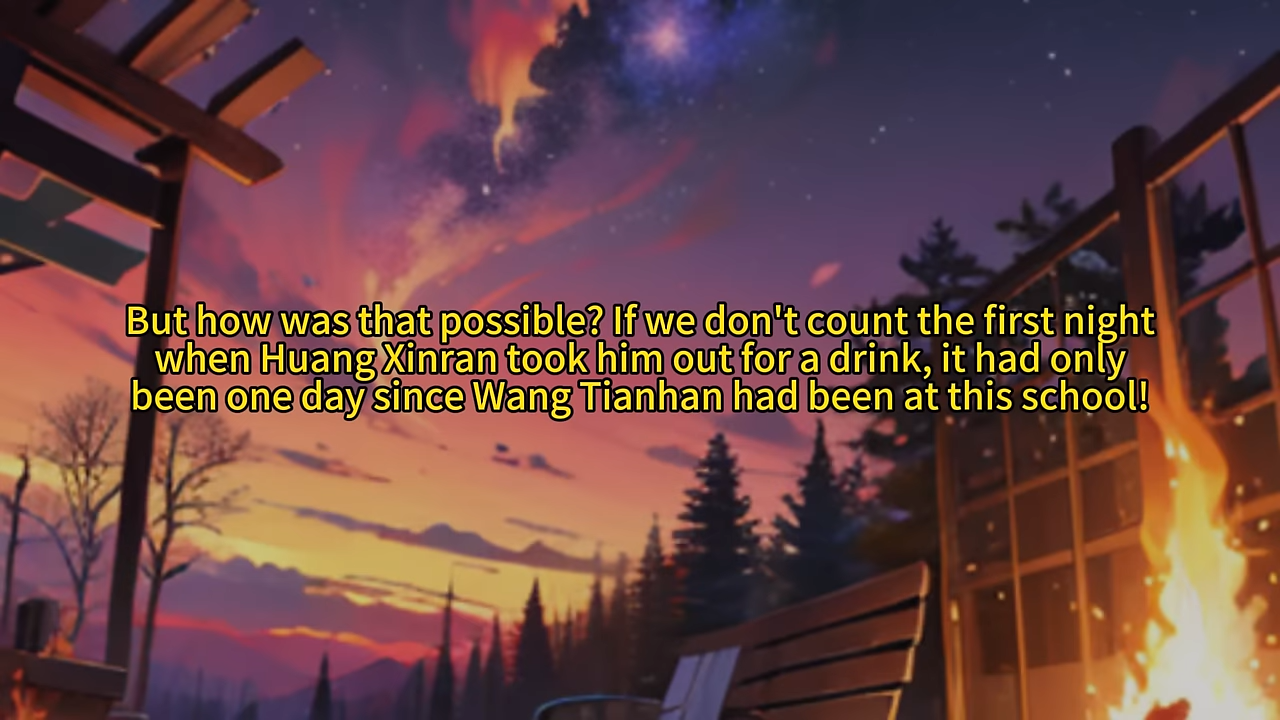 But how was that possible? If we don't count the first night
when Huang Xinran took him out for a drink, it had only
been one day since Wang Tianhan had been at this school!